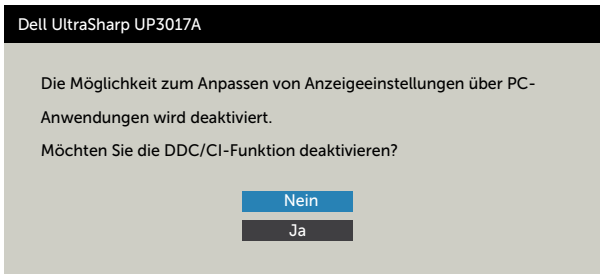 Dell UltraSharp UP3017A
Die Möglichkeit zum Anpassen von Anzeigeeinstellungen über PC-
Anwendungen wird deaktiviert.
Möchten Sie die DDC/CI-Funktion deaktivieren?
Nein
Ja